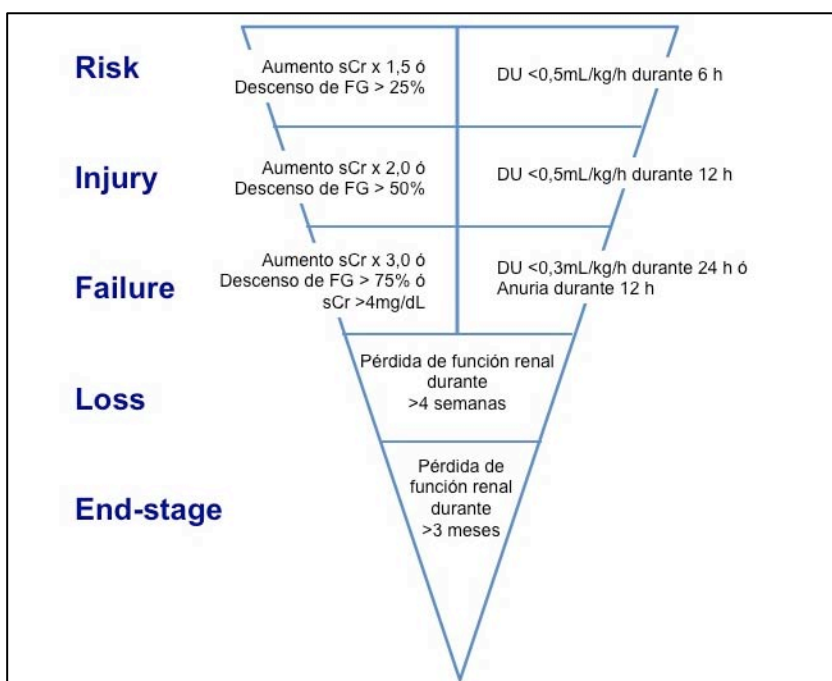 Risk
Aumento sCr x 1,5 ó
Descenso de FG > 25%
DU <0,5mL/kg/h durante 6 h
Injury
Aumento sCr x 2,0 ó
Descenso de FG > 50%
DU <0,5mL/kg/h durante 12 h
Failure
Aumento sCr x 3,0 ó
Descenso de FG > 75% ó
sCr >4mg/dL
DU <0,3mL/kg/h durante 24 h ó
Anuria durante 12 h
Loss
Pérdida de función renal
durante
>4 semanas
End-stage
Pérdida de
función renal
durante
>3 meses